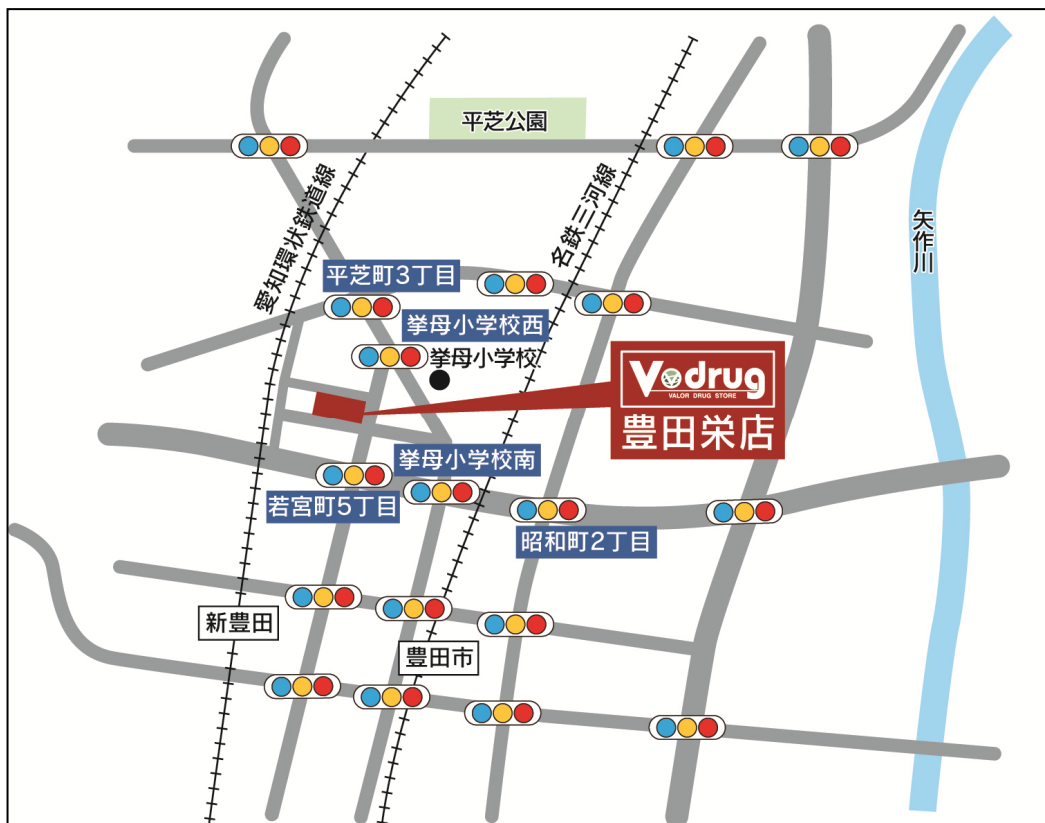 平芝公園
愛知環状鉄道線
名鉄三河線
矢作川
平芝町3丁目
挙母小学校西
挙母小学校
V drug
VALOR DRUG STORE
豊田栄店
挙母小学校南
若宮町5丁目
昭和町2丁目
新豊田
豊田市